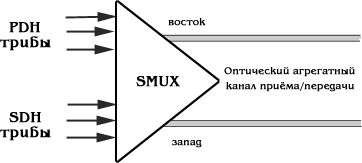 PDH
трибы
восток
SMUX
Оптический агрегатный
канал приёма/передачи
SDH
трибы
запад